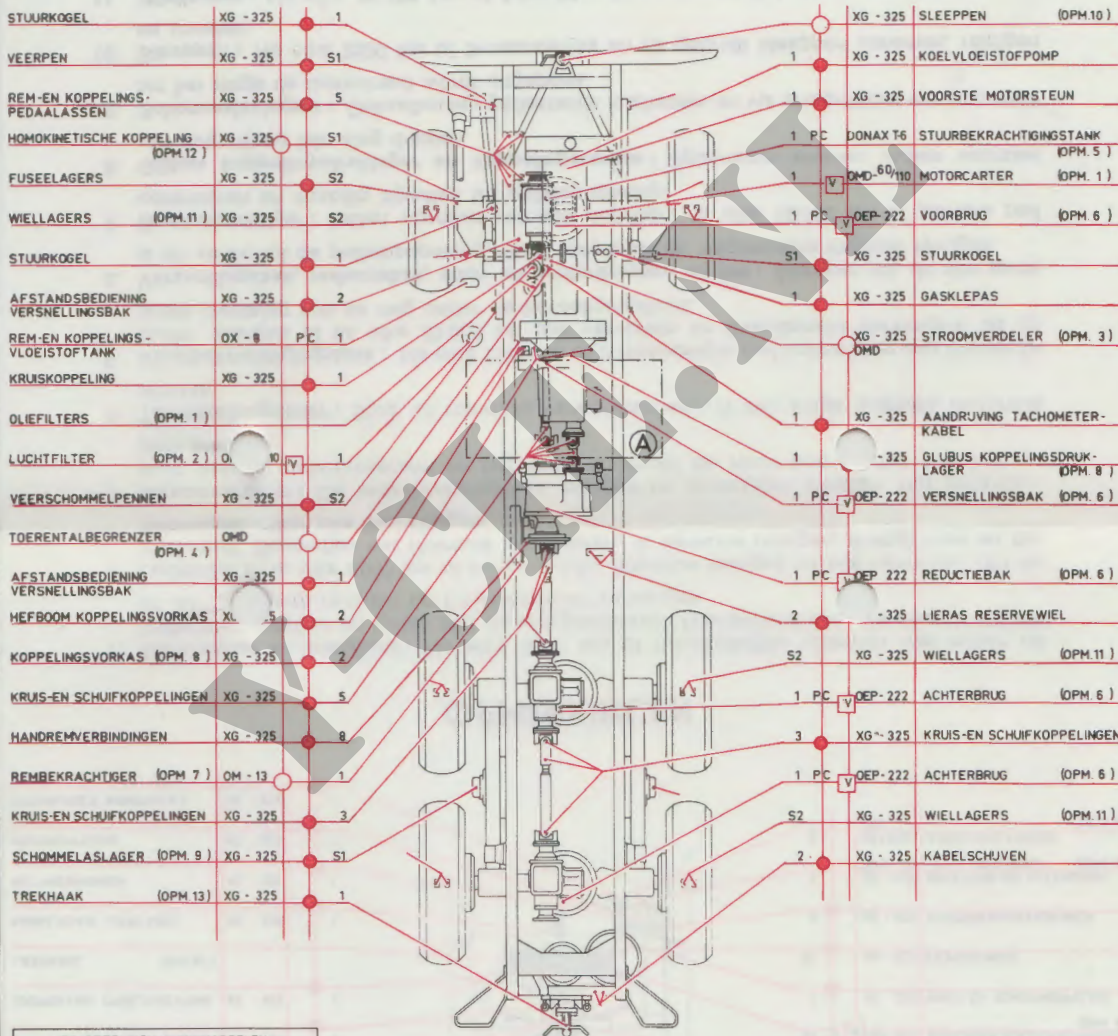 STUURKOGEL XG - 325 1
VEERPEN XG - 325 S1
REM-EN KOPPELINGS- XG - 325 5
PEDAALASSEN
HOMOKINETISCHE KOPPELING XG - 325 S1
(OPM.12)
FUSEELAGERS XG - 325 S2
WIELLAGERS (OPM.11) XG - 325 S2
STUURKOGEL XG - 325 1
AFSTANDSBEDIENING XG - 325 2
VERSNELLINGSBAK
REM-EN KOPPELINGS- OX - 8 PC 1
VLOEISTOFTANK
KRUISKOPPELING XG - 325 1
OLIEFILTERS (OPM. 1)
LUCHTFILTER (OPM. 2) V 1
VEERSCHOMMELPENNEN XG - 325 S2
TOERENTALBEGRENZER OMD
(OPM. 4)
AFSTANDSBEDIENING XG - 325 1
VERSNELLINGSBAK
HEFBOOM KOPPELINGSVORKAS 2
KOPPELINGSVORKAS (OPM. 8) XG - 325 2
KRUIS-EN SCHUIFKOPPELINGEN XG - 325 5
HANDREMVERBINDINGEN XG - 325 8
REMBEKRACHTIGER (OPM 7) OM - 13 1
KRUIS-EN SCHUIFKOPPELINGEN XG - 325 3
SCHOMMELASLAGER (OPM. 9) XG - 325 S1
TREKHAAK (OPM.13) XG - 325 1
A
Y-CHL.NL
XG - 325 SLEEPPEN (OPM.10)
1 XG - 325 KOELVLOEISTOFPOMP
1 XG - 325 VOORSTE MOTORSTEUN
1 PC DONAX T6 STUURBEKRACHTIGINGSTANK
(OPM. 5)
1 V OMD-60/110 MOTORCARTER (OPM. 1)
1 PC V OEP-222 VOORBRUG (OPM. 6)
S1 XG - 325 STUURKOGEL
1 XG - 325 GASKLEPAS
XG - 325 STROOMVERDELER (OPM. 3)
OMD
1 XG - 325 AANDRIJVING TACHOMETER-
KABEL
1 - 325 GLUBUS KOPPELINGSDRUK-
LAGER (OPM. 8)
1 PC V OEP-222 VERSNELLINGSBAK (OPM. 6)
1 PC V OEP 222 REDUCTIEBAK (OPM. 6)
2 - 325 LIERAS RESERVEWIEL
S2 XG - 325 WIELLAGERS (OPM.11)
1 PC V OEP-222 ACHTERBRUG (OPM. 6)
3 XG - 325 KRUIS-EN SCHUIFKOPPELINGEN
1 PC V OEP-222 ACHTERBRUG (OPM. 6)
S2 XG - 325 WIELLAGERS (OPM.11)
2 XG - 325 KABELSCHIJVEN